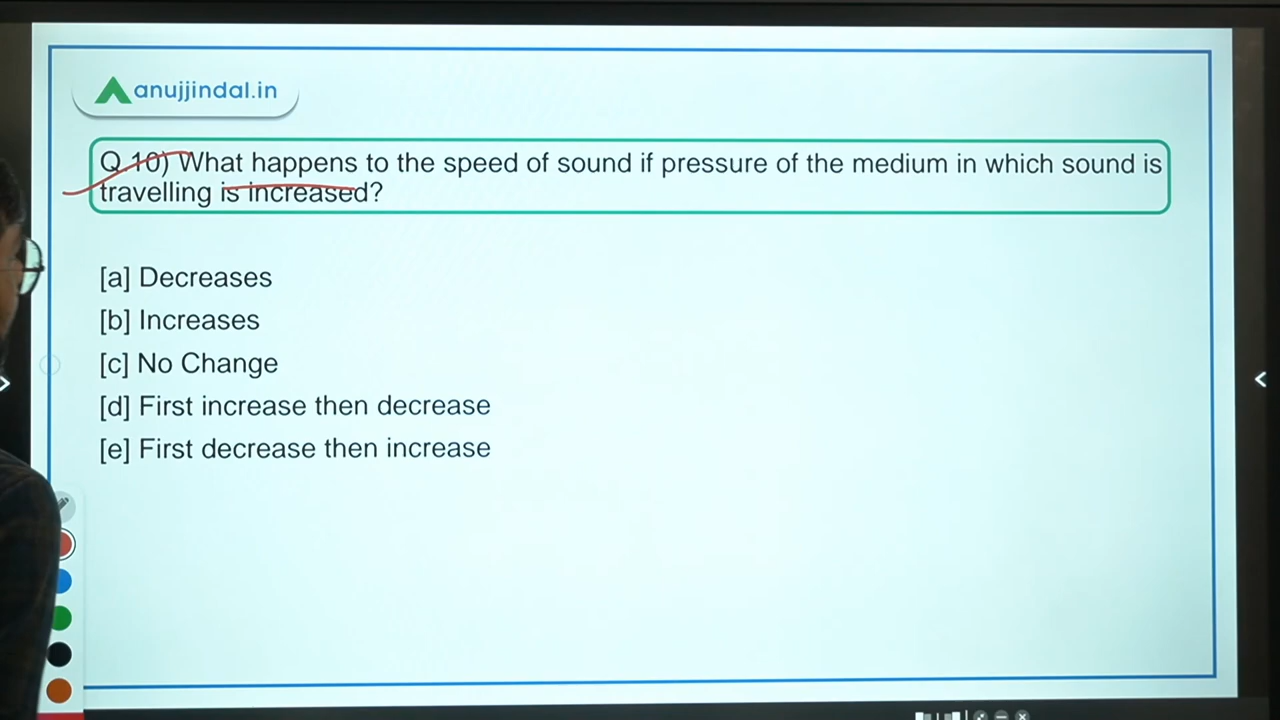 anujjindal.in
Q.10) What happens to the speed of sound if pressure of the medium in which sound is
travelling is increased?
[a] Decreases
[b] Increases
[c] No Change
[d] First increase then decrease
[e] First decrease then increase